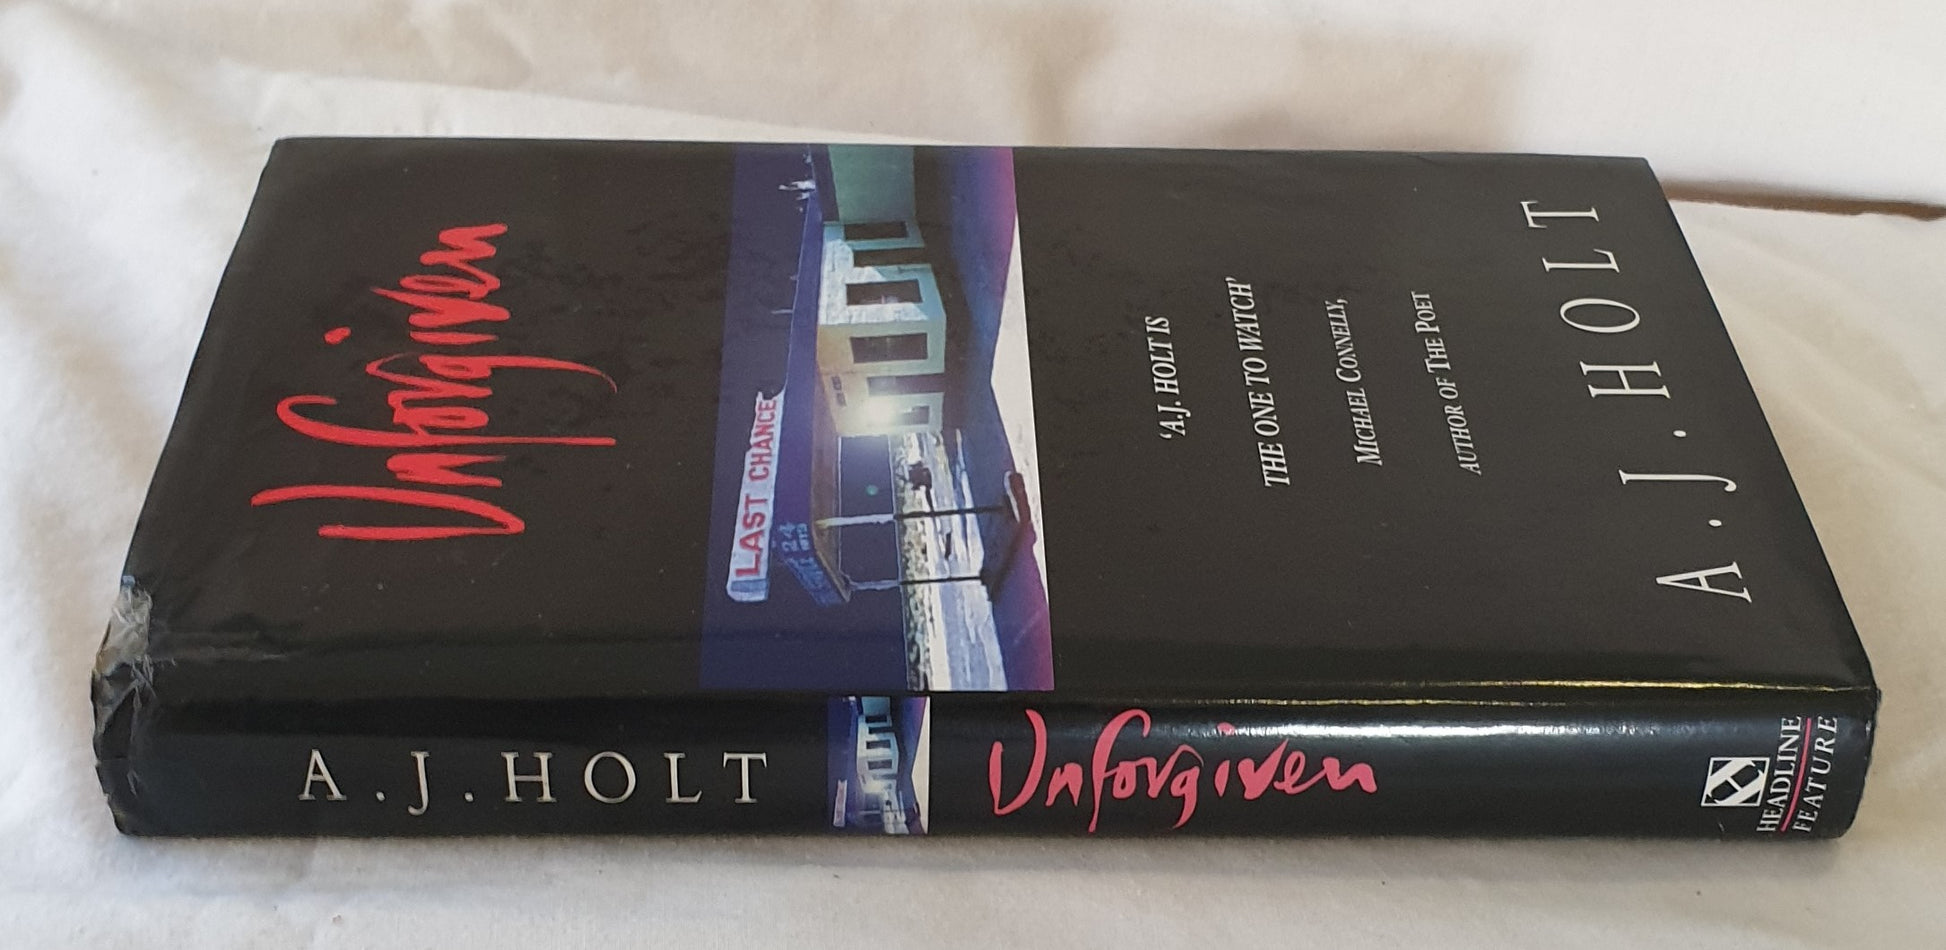 Unforgiven
LAST CHANCE
24
'A.J. HOLT IS
THE ONE TO WATCH'
MICHAEL CONNELLY,
AUTHOR OF THE POET
A.J. HOLT
A.J. HOLT
Unforgiven
H
HEADLINE
FEATURE